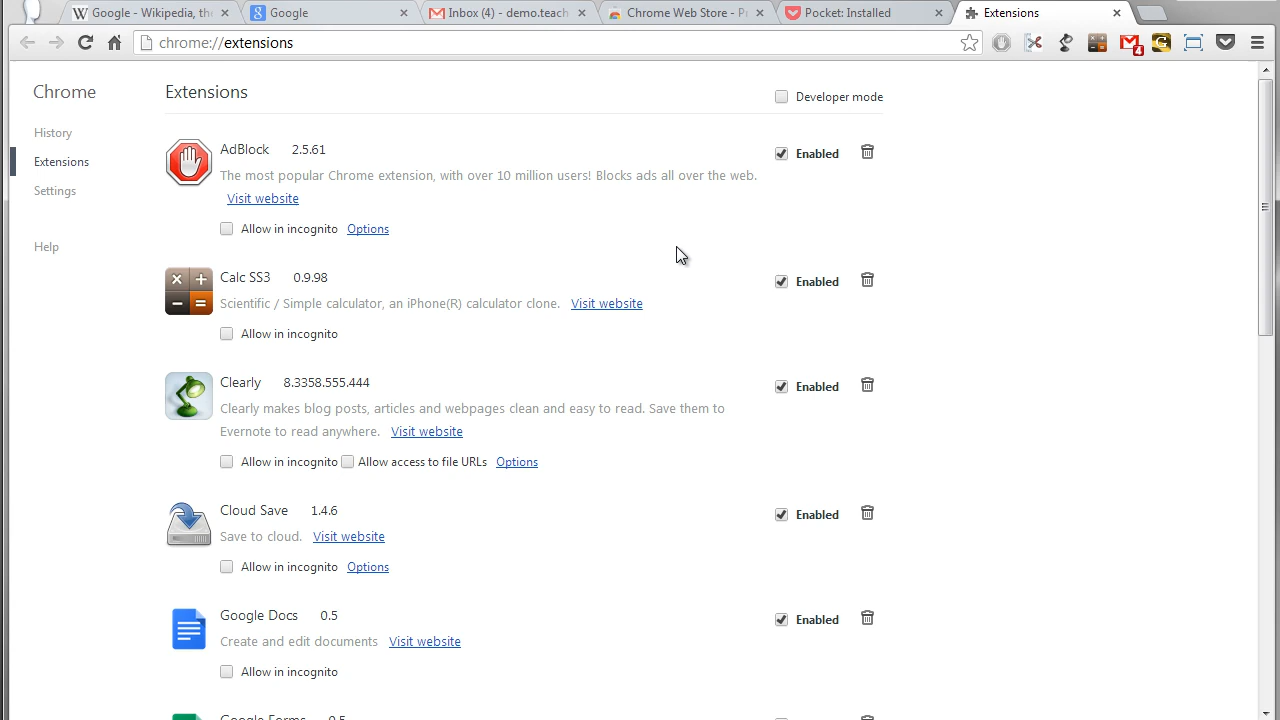 Google - Wikipedia, the
Google
Inbox (4) - demo.teach
Chrome Web Store - P
Pocket: Installed
Extensions
chrome://extensions
4
Chrome
Extensions
Developer mode
History
Extensions
Settings
Help
AdBlock 2.5.61
Enabled
The most popular Chrome extension, with over 10 million users! Blocks ads all over the web.
Visit website
Allow in incognito Options
Calc SS3 0.9.98
Enabled
Scientific / Simple calculator, an iPhone(R) calculator clone. Visit website
Allow in incognito
Clearly 8.3358.555.444
Enabled
Clearly makes blog posts, articles and webpages clean and easy to read. Save them to
Evernote to read anywhere. Visit website
Allow in incognito Allow access to file URLs Options
Cloud Save 1.4.6
Enabled
Save to cloud. Visit website
Allow in incognito Options
Google Docs 0.5
Enabled
Create and edit documents Visit website
Allow in incognito
Google Forms 0.5